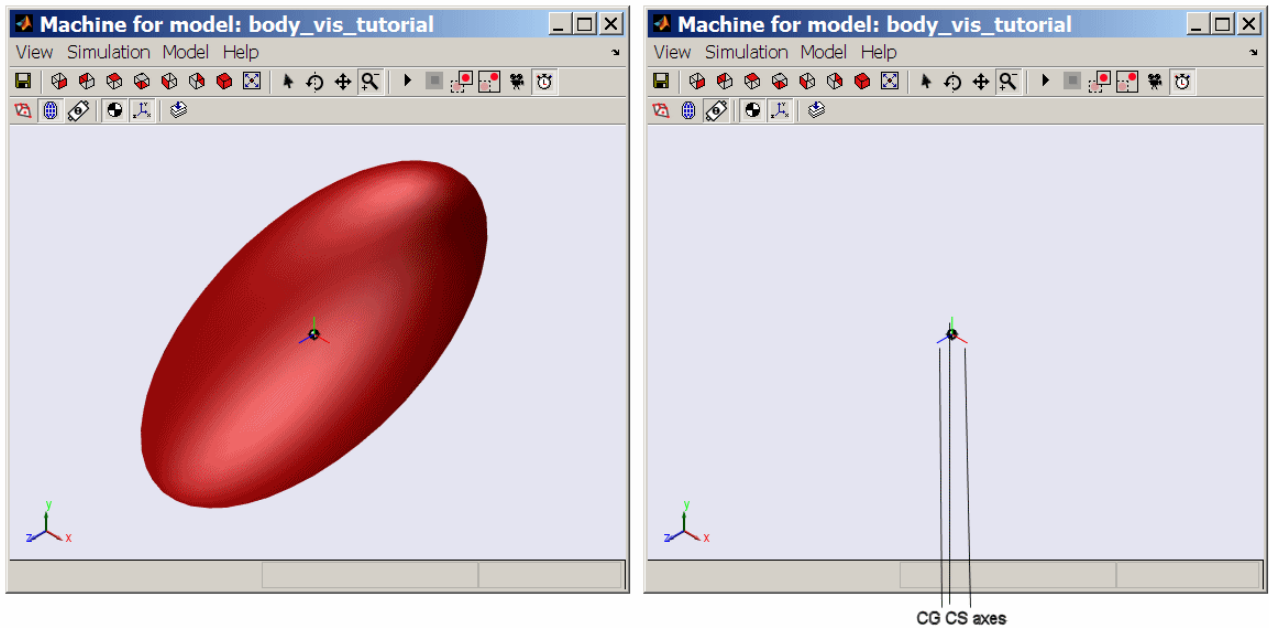 Machine for model: body_vis_tutorial
View Simulation Model Help
y
z
x
Machine for model: body_vis_tutorial
View Simulation Model Help
y
z
x
CG CS axes